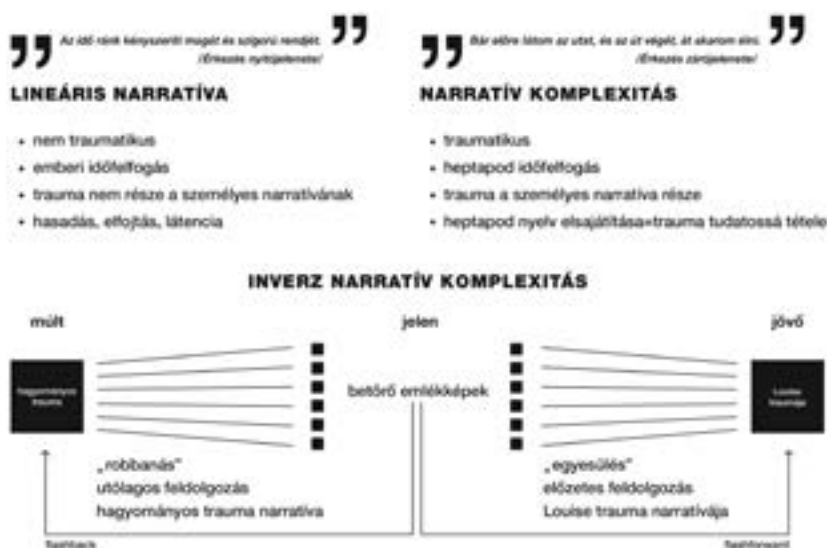 Az idő ránk kényszeríti magát és szigorú rendjét.
/Érkezés nyitójelenete/
LINEÁRIS NARRATÍVA
• nem traumatikus
• emberi időfelfogás
• trauma nem része a személyes narratívának
• hasadás, elfojtás, látencia
Bár előre látom az utat, és az út végét, át akarom élni.
/Érkezés zárójelenete/
NARRATÍV KOMPLEXITÁS
• traumatikus
• heptapod időfelfogás
• trauma a személyes narratíva része
• heptapod nyelv elsajátítása=trauma tudatossá tétele
INVERZ NARRATÍV KOMPLEXITÁS
múlt
jelen
jövő
hagyományos
trauma
betörő emlékképek
Louise
traumája
„robbanás”
utólagos feldolgozás
hagyományos trauma narratíva
„egyesülés”
előzetes feldolgozás
Louise trauma narratívája
flashback
flashforward